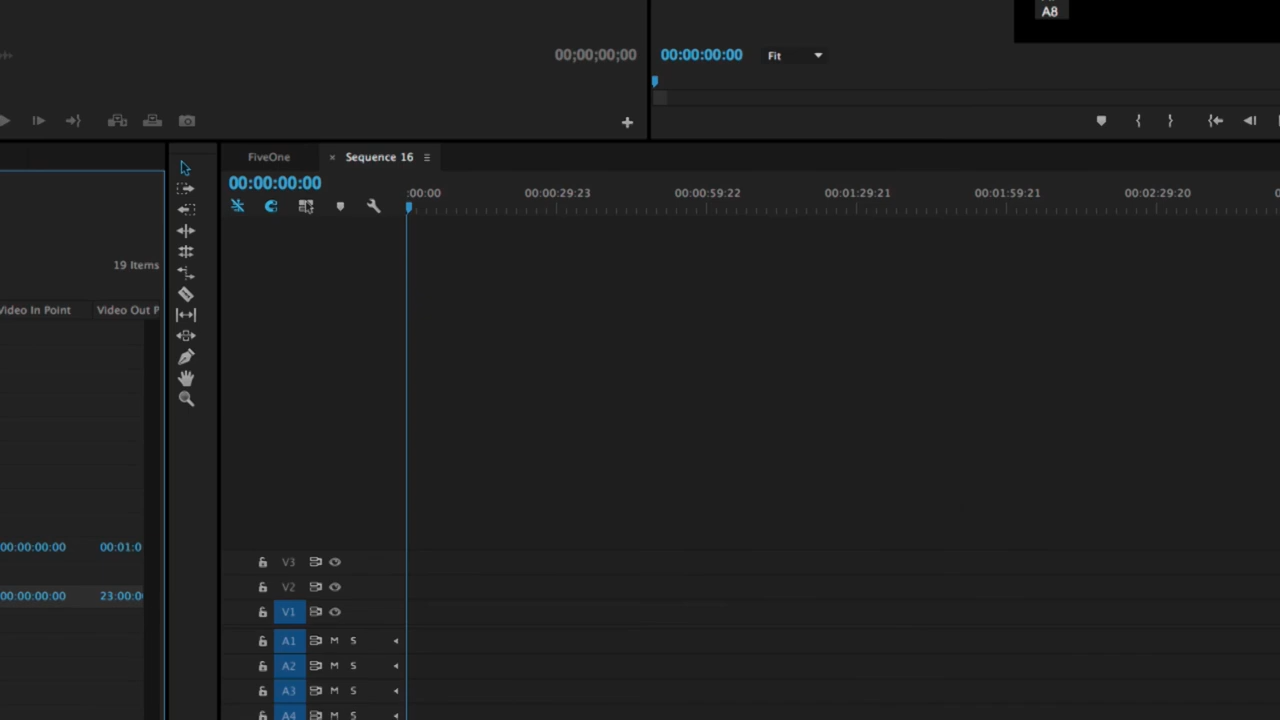 A8
00;00;00;00
00:00:00:00
Fit
FiveOne
× Sequence 16
00:00:00:00
:00:00
00:00:29:23
00:00:59:22
00:01:29:21
00:01:59:21
00:02:29:20
19 Items
Video In Point
Video Out P
00:00:00:00
00:01:0
00:00:00:00
23:00:0
V3
V2
V1
A1 M S
A2 M S
A3 M S
A4 M S